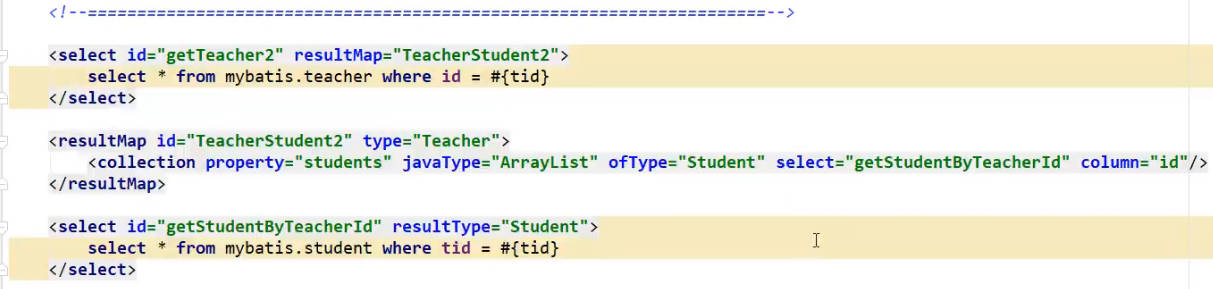 <!--======================================================================-->
<select id="getTeacher2" resultMap="TeacherStudent2">
select * from mybatis.teacher where id = #{tid}
</select>
<resultMap id="TeacherStudent2" type="Teacher">
<collection property="students" javaType="ArrayList" ofType="Student" select="getStudentByTeacherId" column="id"/>
</resultMap>
<select id="getStudentByTeacherId" resultType="Student">
select * from mybatis.student where tid = #{tid}
</select>